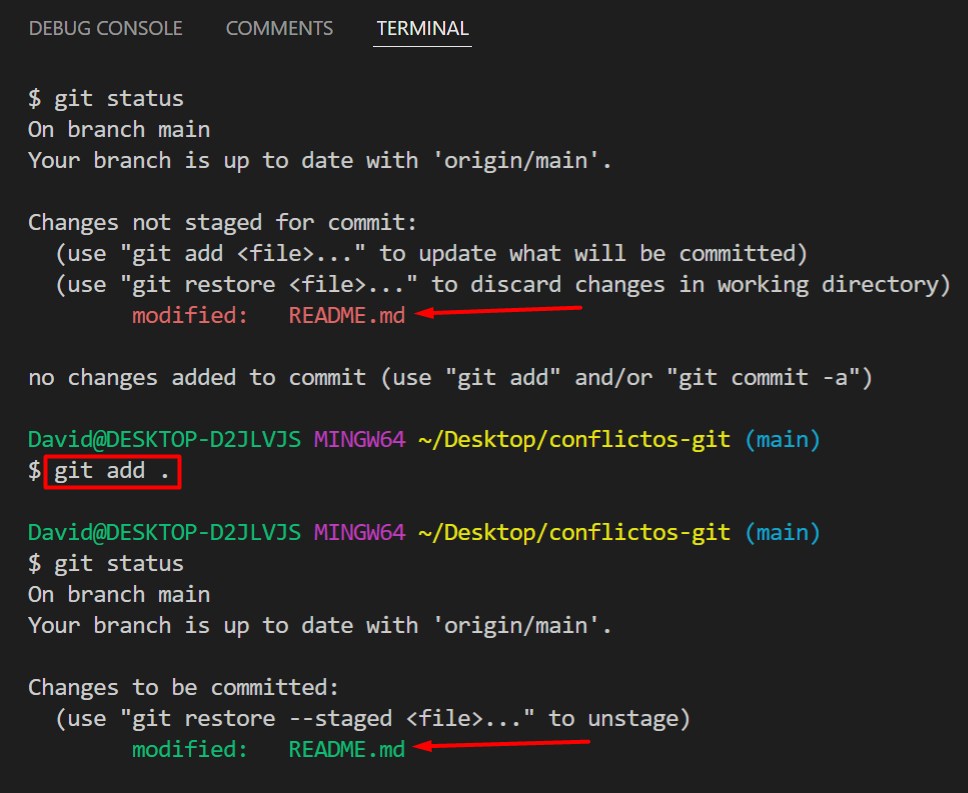 DEBUG CONSOLE COMMENTS TERMINAL
$ git status
On branch main
Your branch is up to date with 'origin/main'.
Changes not staged for commit:
  (use "git add <file>..." to update what will be committed)
  (use "git restore <file>..." to discard changes in working directory)
        modified:   README.md
no changes added to commit (use "git add" and/or "git commit -a")
David@DESKTOP-D2JLVJS MINGW64 ~/Desktop/conflictos-git (main)
$ git add .
David@DESKTOP-D2JLVJS MINGW64 ~/Desktop/conflictos-git (main)
$ git status
On branch main
Your branch is up to date with 'origin/main'.
Changes to be committed:
  (use "git restore --staged <file>..." to unstage)
        modified:   README.md